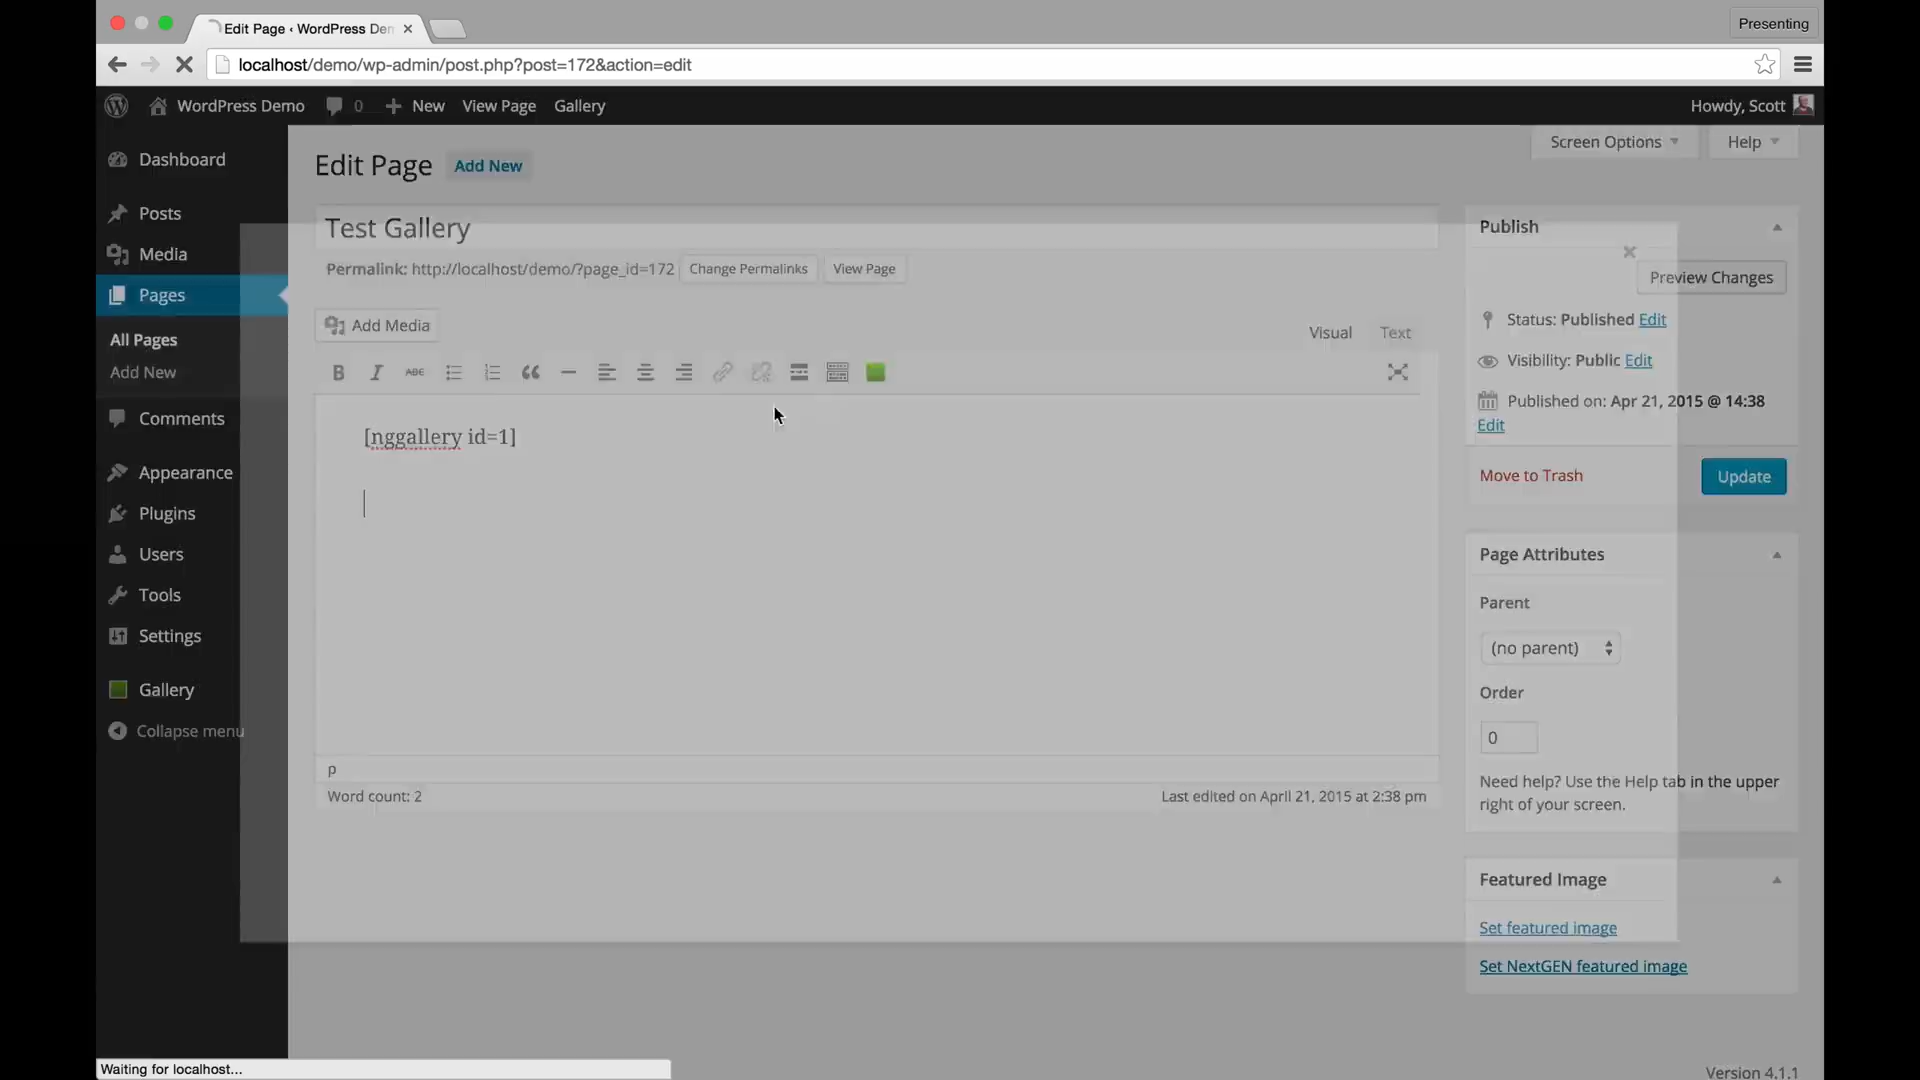 Edit Page ‹ WordPress Dem
Presenting
localhost/demo/wp-admin/post.php?post=172&action=edit
WordPress Demo 0 New View Page Gallery Howdy, Scott
Screen Options Help
Dashboard
Posts
Media
Pages
All Pages
Add New
Comments
Appearance
Plugins
Users
Tools
Settings
Gallery
Collapse menu
Edit Page Add New
Test Gallery
Permalink: http://localhost/demo/?page_id=172 Change Permalinks View Page
Add Media
Visual Text
B I ABC
[nggallery id=1]
p
Word count: 2 Last edited on April 21, 2015 at 2:38 pm
Publish
Preview Changes
Status: Published Edit
Visibility: Public Edit
Published on: Apr 21, 2015 @ 14:38
Edit
Move to Trash Update
Page Attributes
Parent
(no parent)
Order
0
Need help? Use the Help tab in the upper
right of your screen.
Featured Image
Set featured image
Set NextGEN featured image
Waiting for localhost...
Version 4.1.1